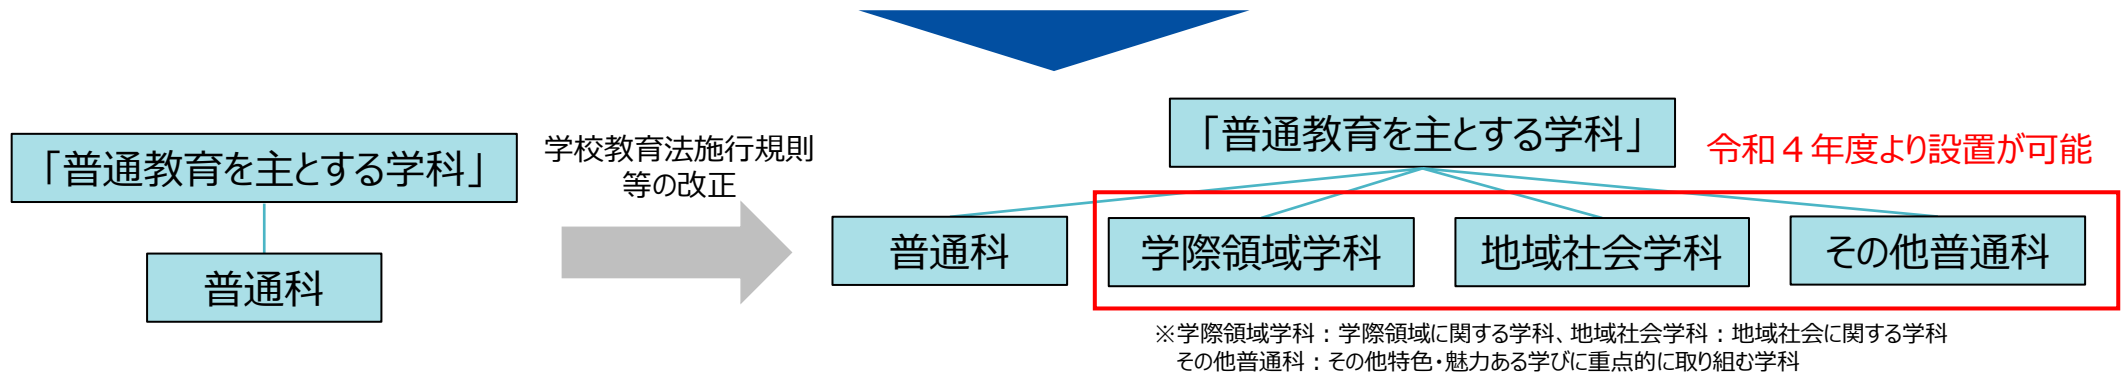 「普通教育を主とする学科」
普通科
学校教育法施行規則
等の改正
「普通教育を主とする学科」
令和４年度より設置が可能
普通科
学際領域学科
地域社会学科
その他普通科
※学際領域学科：学際領域に関する学科、地域社会学科：地域社会に関する学科
その他普通科：その他特色・魅力ある学びに重点的に取り組む学科